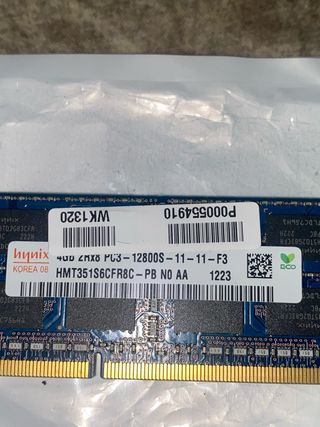 WK1320
P000554910
hynix
KOREA 08
4GB 2Rx8 PC3-12800S-11-11-F3
HMT351S6CFR8C-PB N0 AA 1223
ECO